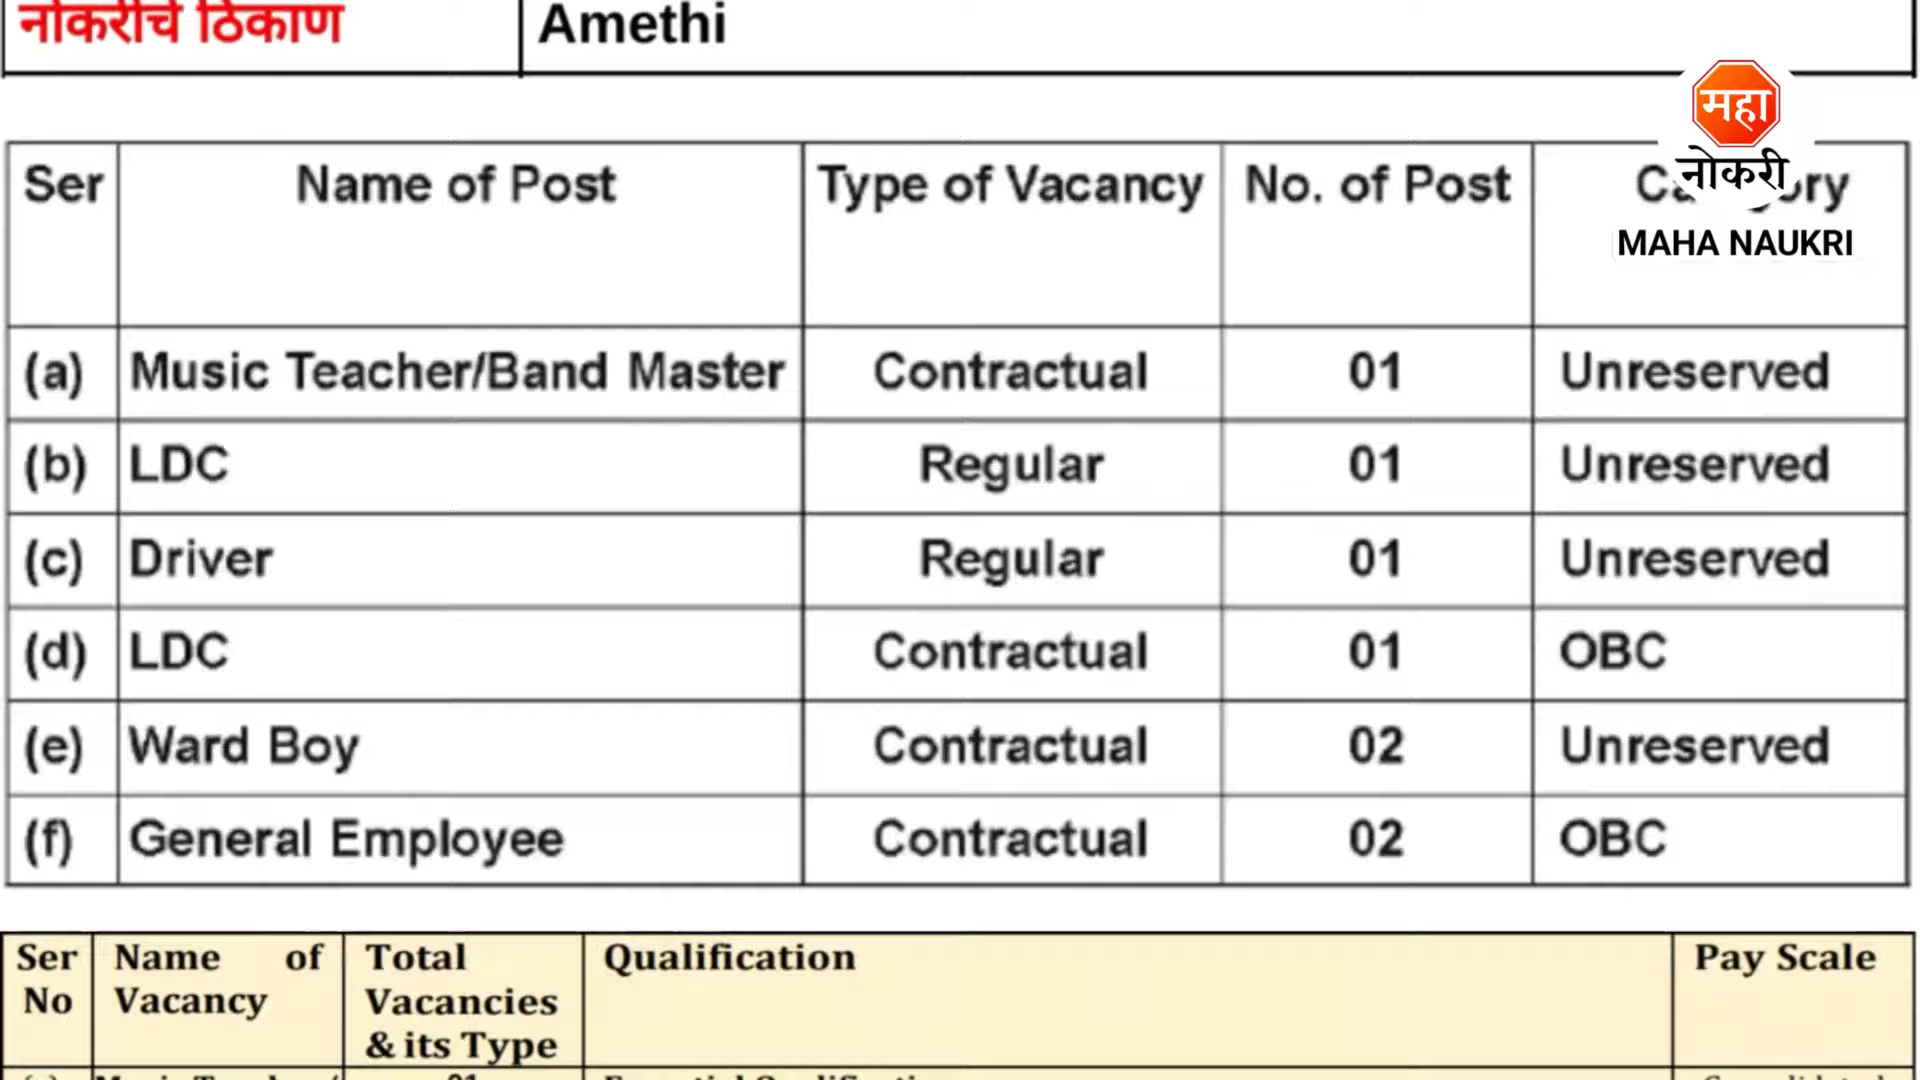 नोकरीचे ठिकाण Amethi
महा
नोकरी
MAHA NAUKRI
Ser Name of Post Type of Vacancy No. of Post
(a) Music Teacher/Band Master Contractual 01 Unreserved
(b) LDC Regular 01 Unreserved
(c) Driver Regular 01 Unreserved
(d) LDC Contractual 01 OBC
(e) Ward Boy Contractual 02 Unreserved
(f) General Employee Contractual 02 OBC
Ser Name of Total Qualification Pay Scale
No Vacancy Vacancies
& its Type